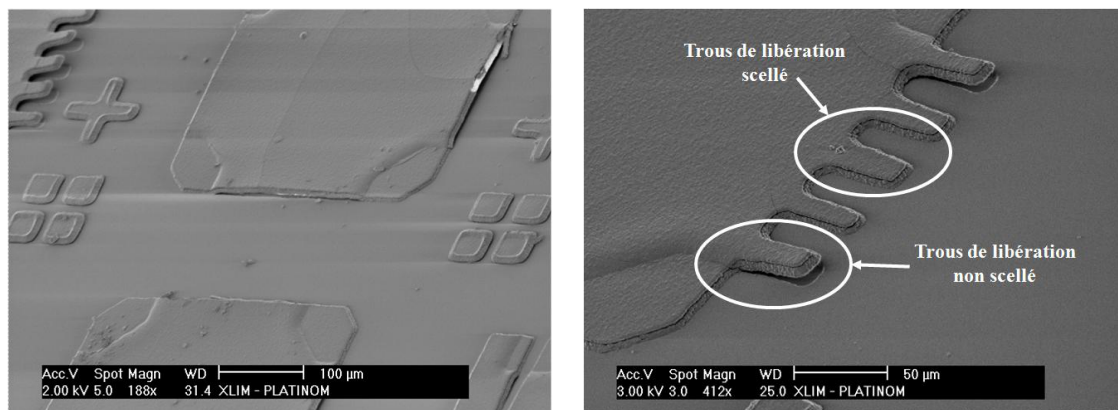 Trous de libération
scellé
Trous de libération
non scellé
Acc.V Spot Magn WD 100 µm
2.00 kV 5.0 188x 31.4 XLIM - PLATINOM
Acc.V Spot Magn WD 50 µm
3.00 kV 3.0 412x 25.0 XLIM - PLATINOM